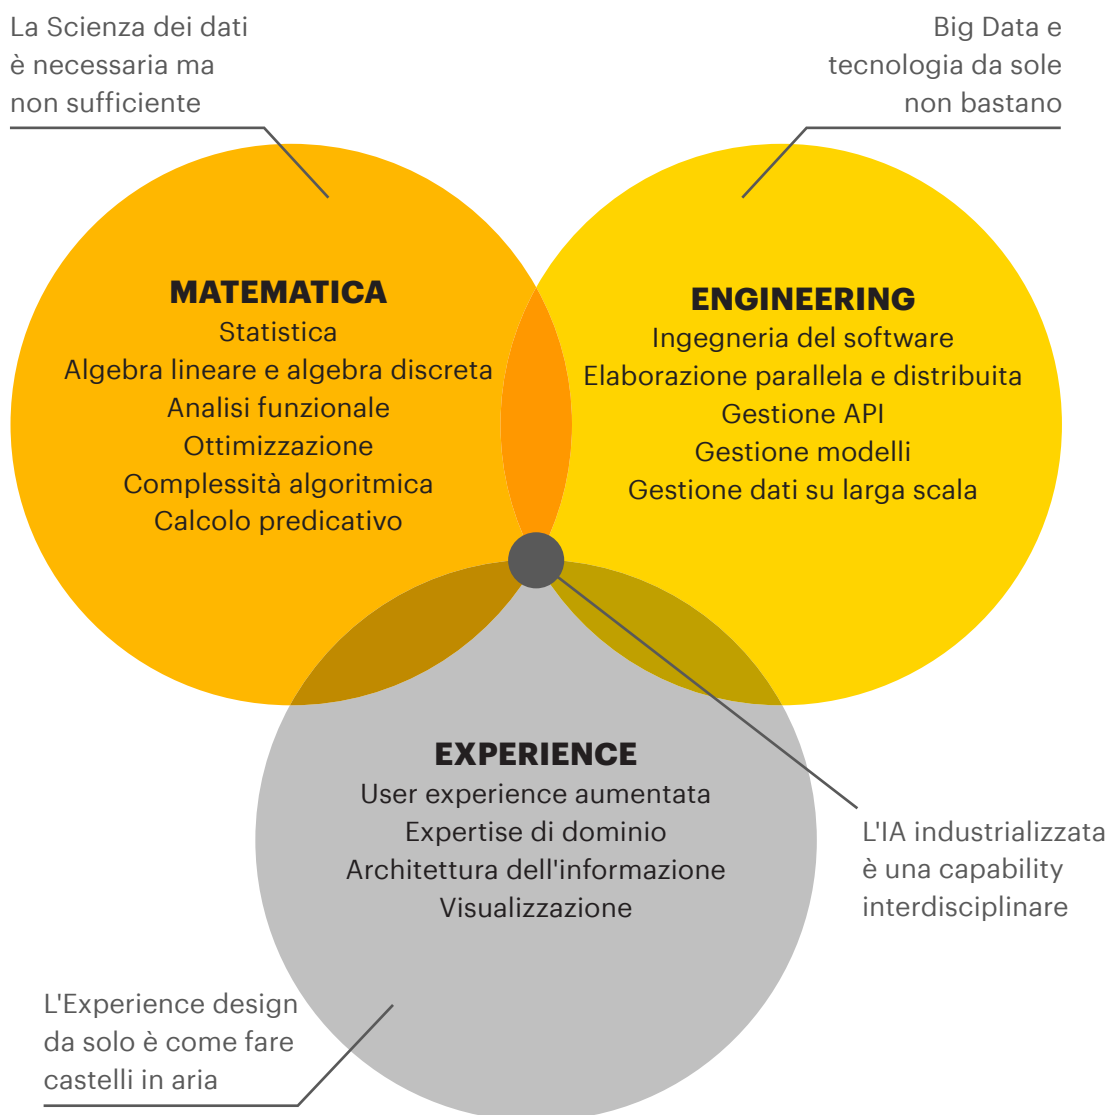 La Scienza dei dati
è necessaria ma
non sufficiente
Big Data e
tecnologia da sole
non bastano
MATEMATICA
Statistica
Algebra lineare e algebra discreta
Analisi funzionale
Ottimizzazione
Complessità algoritmica
Calcolo predicativo
ENGINEERING
Ingegneria del software
Elaborazione parallela e distribuita
Gestione API
Gestione modelli
Gestione dati su larga scala
EXPERIENCE
User experience aumentata
Expertise di dominio
Architettura dell'informazione
Visualizzazione
L'IA industrializzata
è una capability
interdisciplinare
L'Experience design
da solo è come fare
castelli in aria